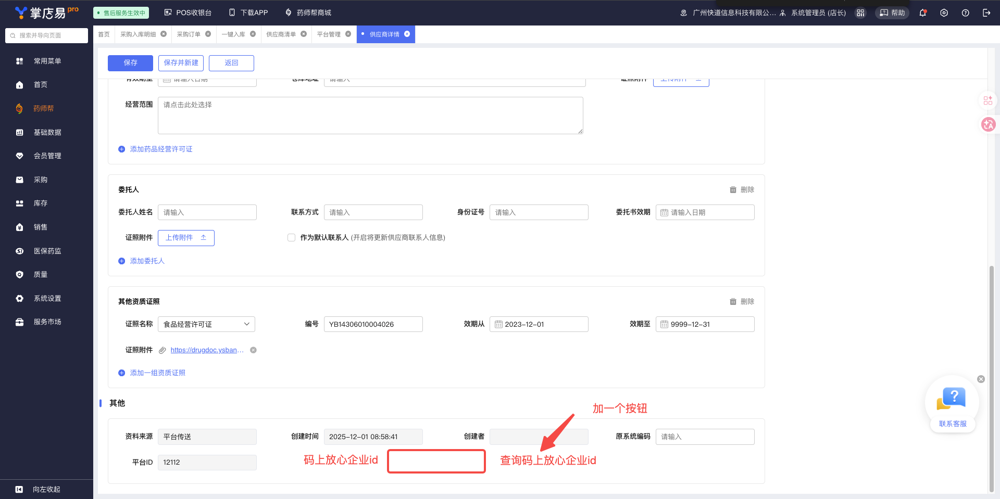 掌店易pro
售后服务生效中
POS收银台
下载APP
药师帮商城
广州快道信息科技有限公...
系统管理员 (店长)
帮助
搜索并导向页面
首页
采购入库明细
采购订单
一键入库
供应商清单
平台管理
供应商详情
常用菜单
首页
药师帮
基础数据
会员管理
采购
库存
销售
医保药监
质量
系统设置
服务市场
向左收起
保存
保存并新建
返回
有效期至 请输入日期
仓库地址 请输入
证照附件 上传附件
经营范围 请点击此处选择
添加药品经营许可证
委托人
删除
委托人姓名 请输入
联系方式 请输入
身份证号 请输入
委托书效期 请输入日期
证照附件 上传附件
作为默认联系人 (开启将更新供应商联系人信息)
添加委托人
其他资质证照
删除
证照名称 食品经营许可证
编号 YB14306010004026
效期从 2023-12-01
效期至 9999-12-31
证照附件 https://drugdoc.ysban...
添加一组资质证照
其他
加一个按钮
资料来源 平台传送
创建时间 2025-12-01 08:58:41
创建者
原系统编码 请输入
平台ID 12112
码上放心企业id
查询码上放心企业id
联系客服